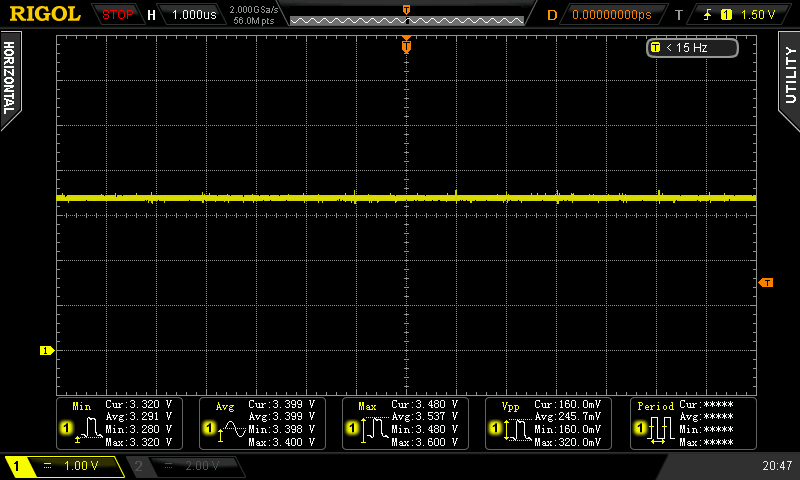 RIGOL STOP H 1.000us 2.000GSa/s 56.0M pts D 0.00000000ps T 1 1.50 V
T
HORIZONTAL
T < 15 Hz
UTILITY
T
1
Min Cur:3.320 V
Avg:3.291 V
1 Min:3.280 V
Max:3.320 V
Avg Cur:3.399 V
Avg:3.399 V
1 Min:3.398 V
Max:3.400 V
Max Cur:3.480 V
Avg:3.537 V
1 Min:3.480 V
Max:3.600 V
Vpp Cur:160.0mV
Avg:245.7mV
1 Min:160.0mV
Max:320.0mV
Period Cur:*****
Avg:*****
1 Min:*****
Max:*****
1 1.00 V 2 2.00 V 20:47